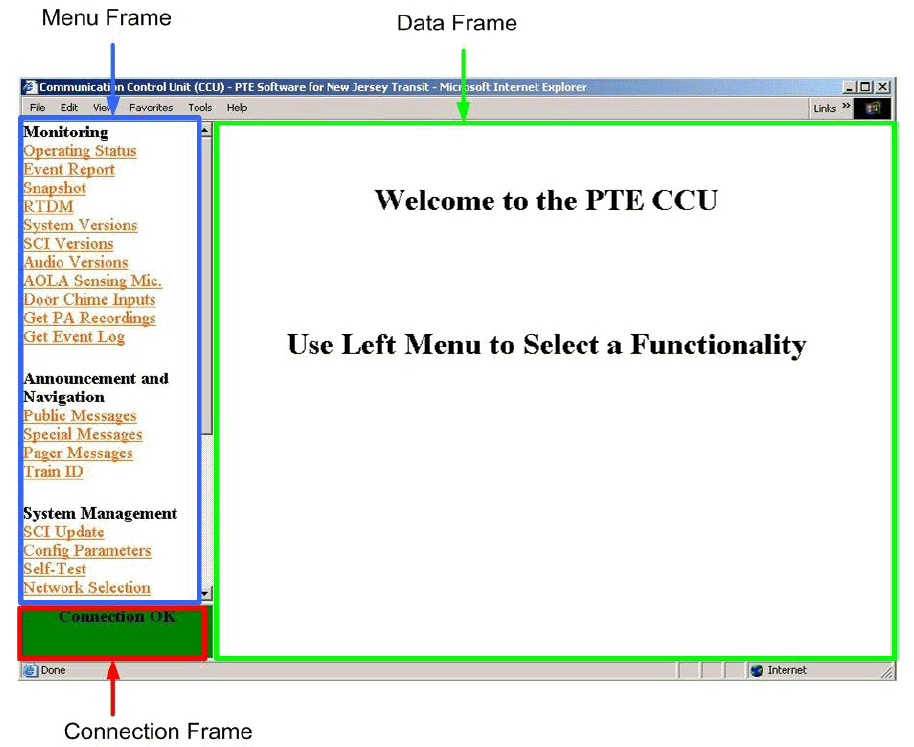 Menu Frame
Data Frame
Communication Control Unit (CCU) - PTE Software for New Jersey Transit - Microsoft Internet Explorer
File Edit View Favorites Tools Help
Links »
Monitoring
Operating Status
Event Report
Snapshot
RTDM
System Versions
SCI Versions
Audio Versions
AOLA Sensing Mic.
Door Chime Inputs
Get PA Recordings
Get Event Log
Announcement and
Navigation
Public Messages
Special Messages
Pager Messages
Train ID
System Management
SCI Update
Config Parameters
Self-Test
Network Selection
Connection OK
Welcome to the PTE CCU
Use Left Menu to Select a Functionality
Done
Internet
Connection Frame